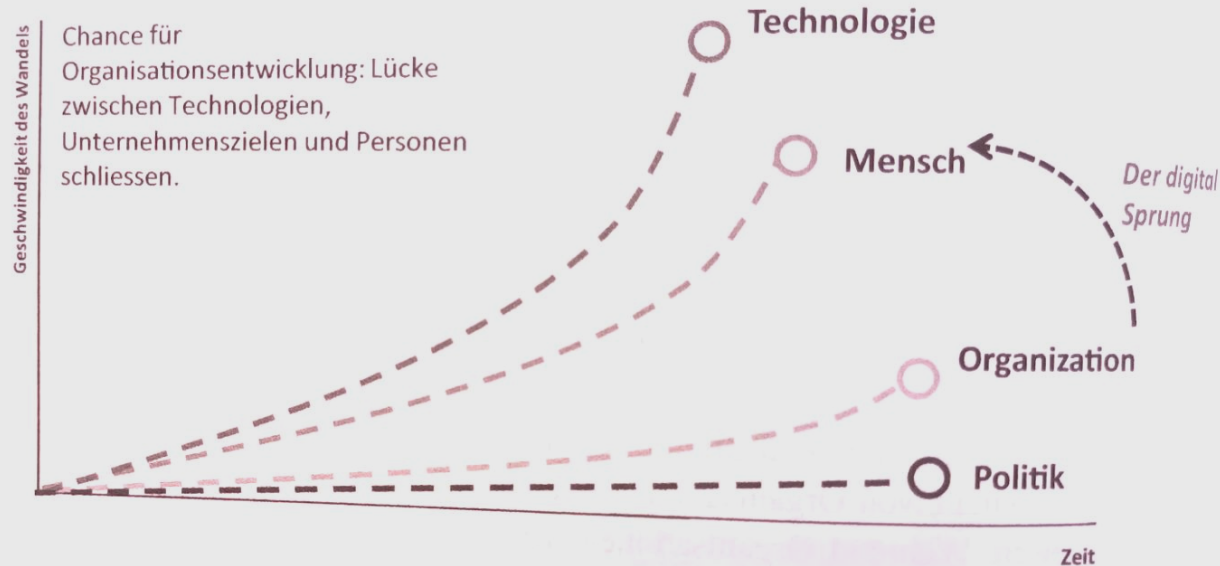 Geschwindigkeit des Wandels
Chance für
Organisationsentwicklung: Lücke
zwischen Technologien,
Unternehmenszielen und Personen
schliessen.
Technologie
Mensch
Der digital
Sprung
Organization
Politik
Zeit